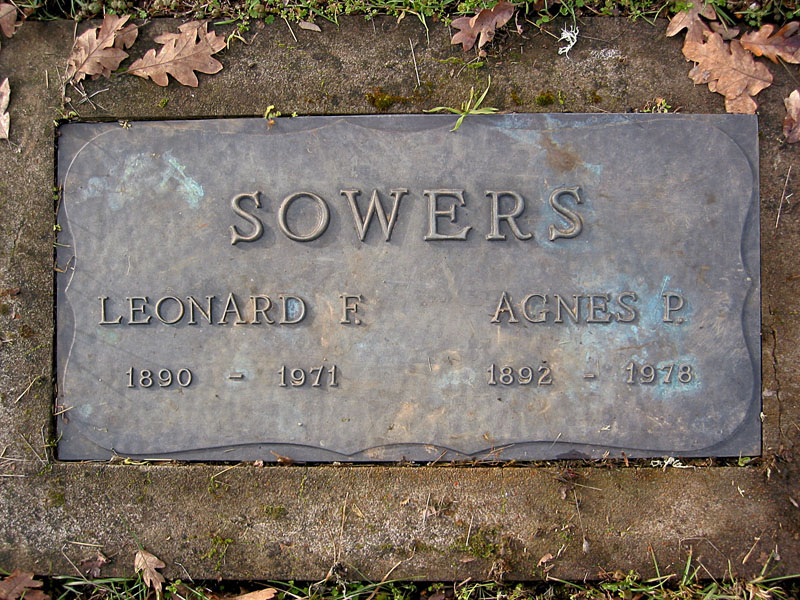 SOWERS
LEONARD F. AGNES P.
1890 - 1971 1892 - 1978